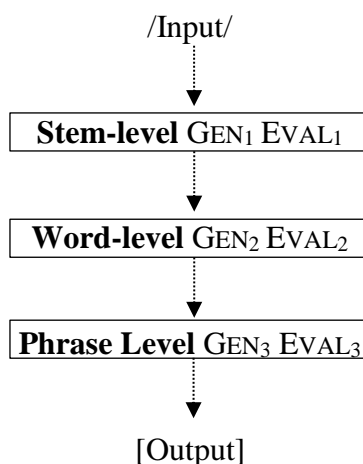 /Input/
Stem-level GEN₁ EVAL₁
Word-level GEN₂ EVAL₂
Phrase Level GEN₃ EVAL₃
[Output]